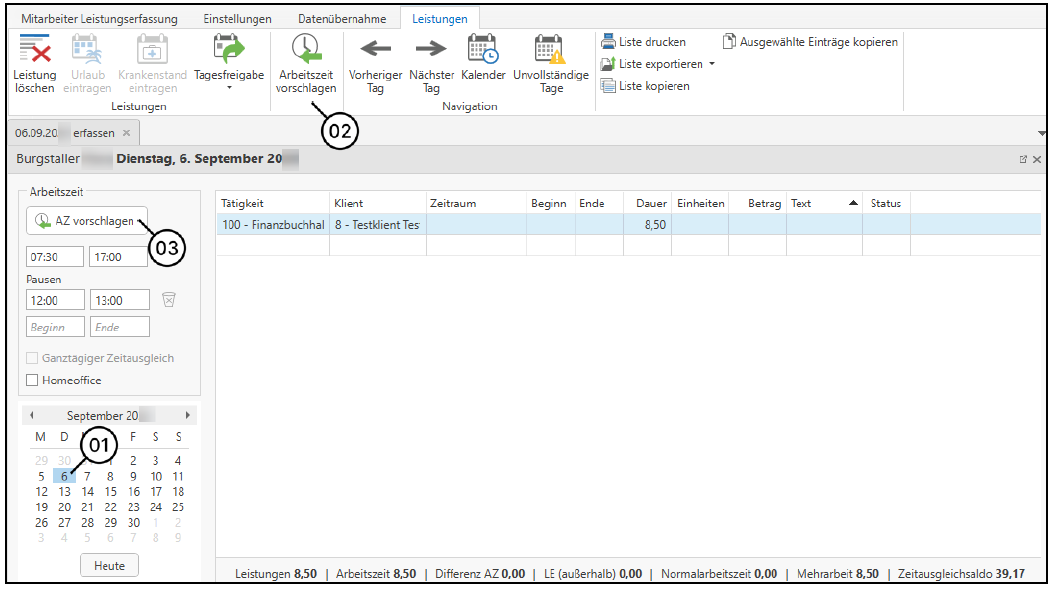 Mitarbeiter Leistungserfassung Einstellungen Datenübernahme Leistungen
Leistung löschen
Urlaub eintragen
Krankenstand eintragen
Tagesfreigabe
Arbeitszeit vorschlagen
Vorheriger Tag
Nächster Tag
Kalender
Unvollständige Tage
Liste drucken
Liste exportieren
Liste kopieren
Ausgewählte Einträge kopieren
Leistungen
Navigation
02
06.09.20 erfassen
Burgstaller Dienstag, 6. September 20
Arbeitszeit
AZ vorschlagen
03
07:30 17:00
Pausen
12:00 13:00
Beginn Ende
Ganztägiger Zeitausgleich
Homeoffice
September 20
M D F S S
01
29 30 1 2 3 4
5 6 7 8 9 10 11
12 13 14 15 16 17 18
19 20 21 22 23 24 25
26 27 28 29 30 1 2
3 4 5 6 7 8 9
Heute
Tätigkeit Klient Zeitraum Beginn Ende Dauer Einheiten Betrag Text Status
100 - Finanzbuchhal 8 - Testklient Tes 8,50
Leistungen 8,50 | Arbeitszeit 8,50 | Differenz AZ 0,00 | LE (außerhalb) 0,00 | Normalarbeitszeit 0,00 | Mehrarbeit 8,50 | Zeitausgleichsaldo 39,17